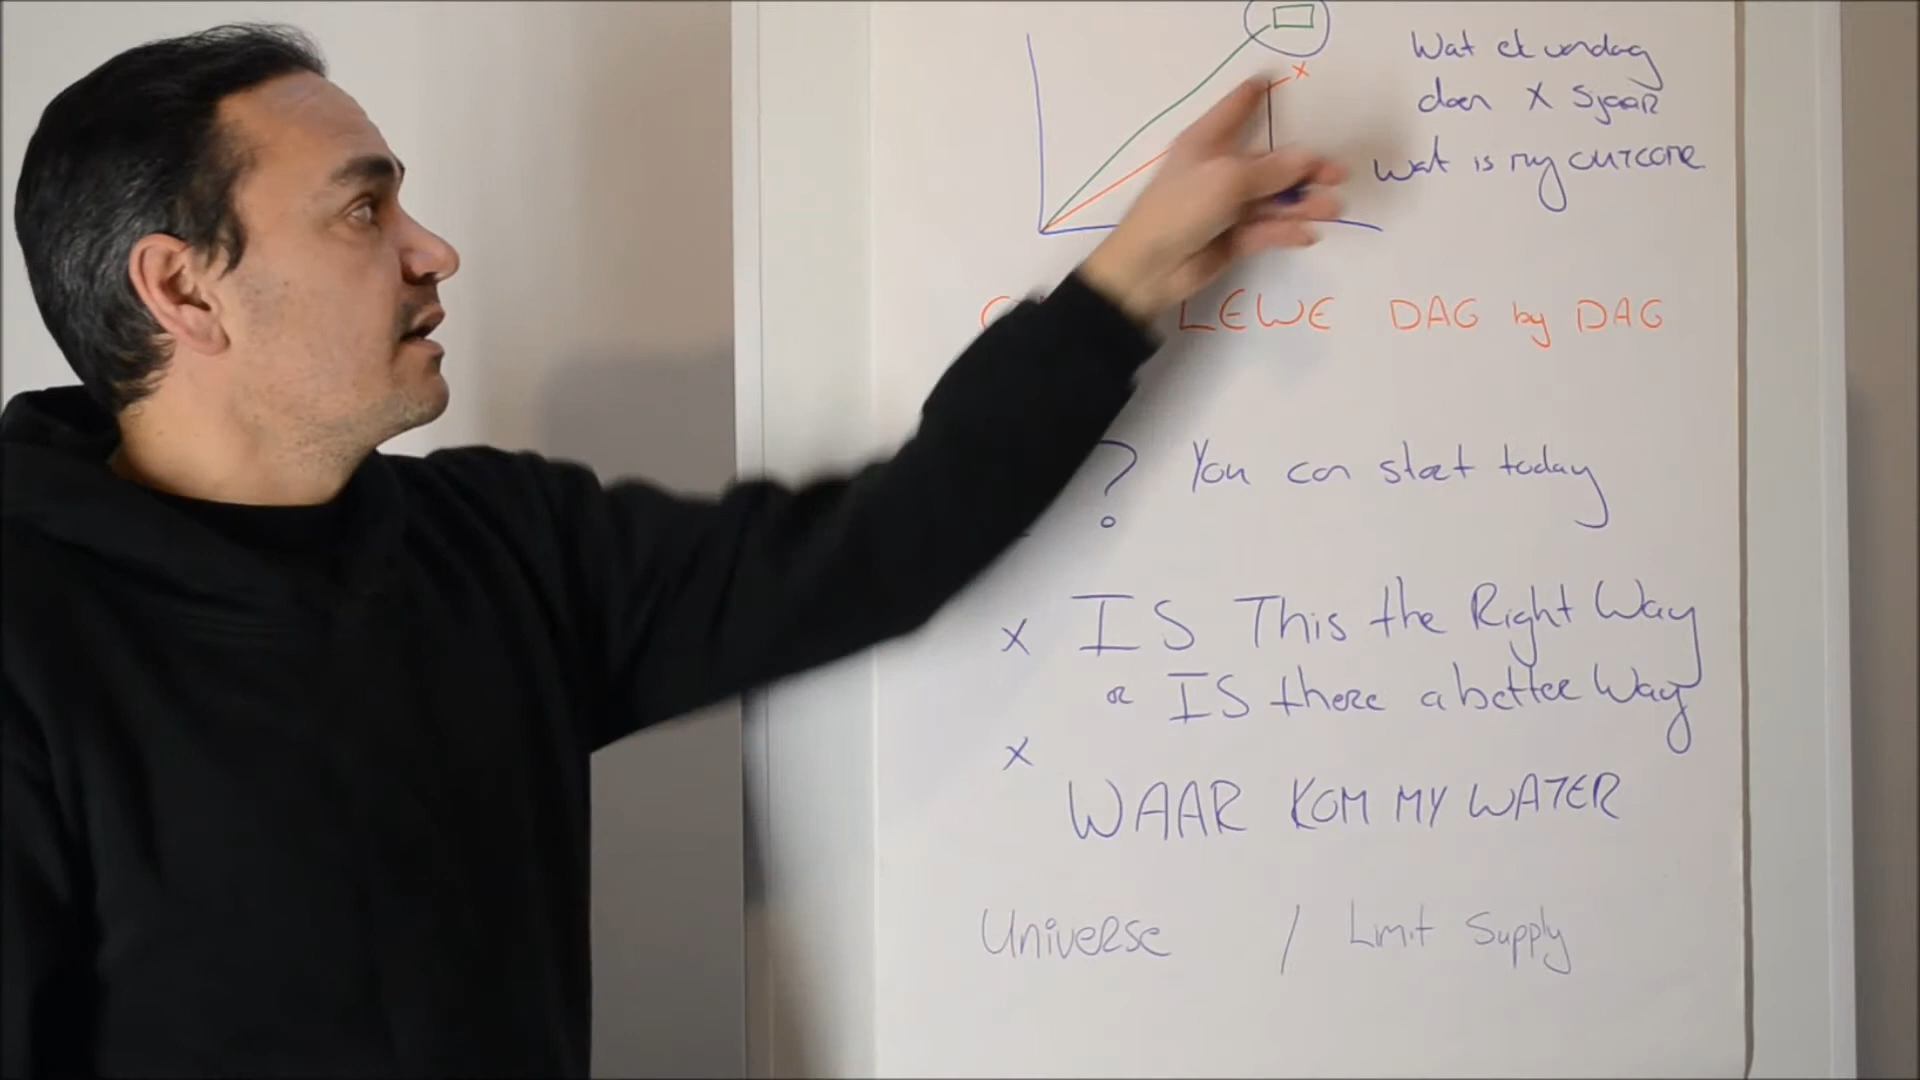 Wat ek vandag
doen X 5jaar
wat is my outcome
LEWE DAG by DAG
? You can start today
x IS This the Right Way
or IS there a better Way
x
WAAR KOM MY WATER
Universe / Limit Supply